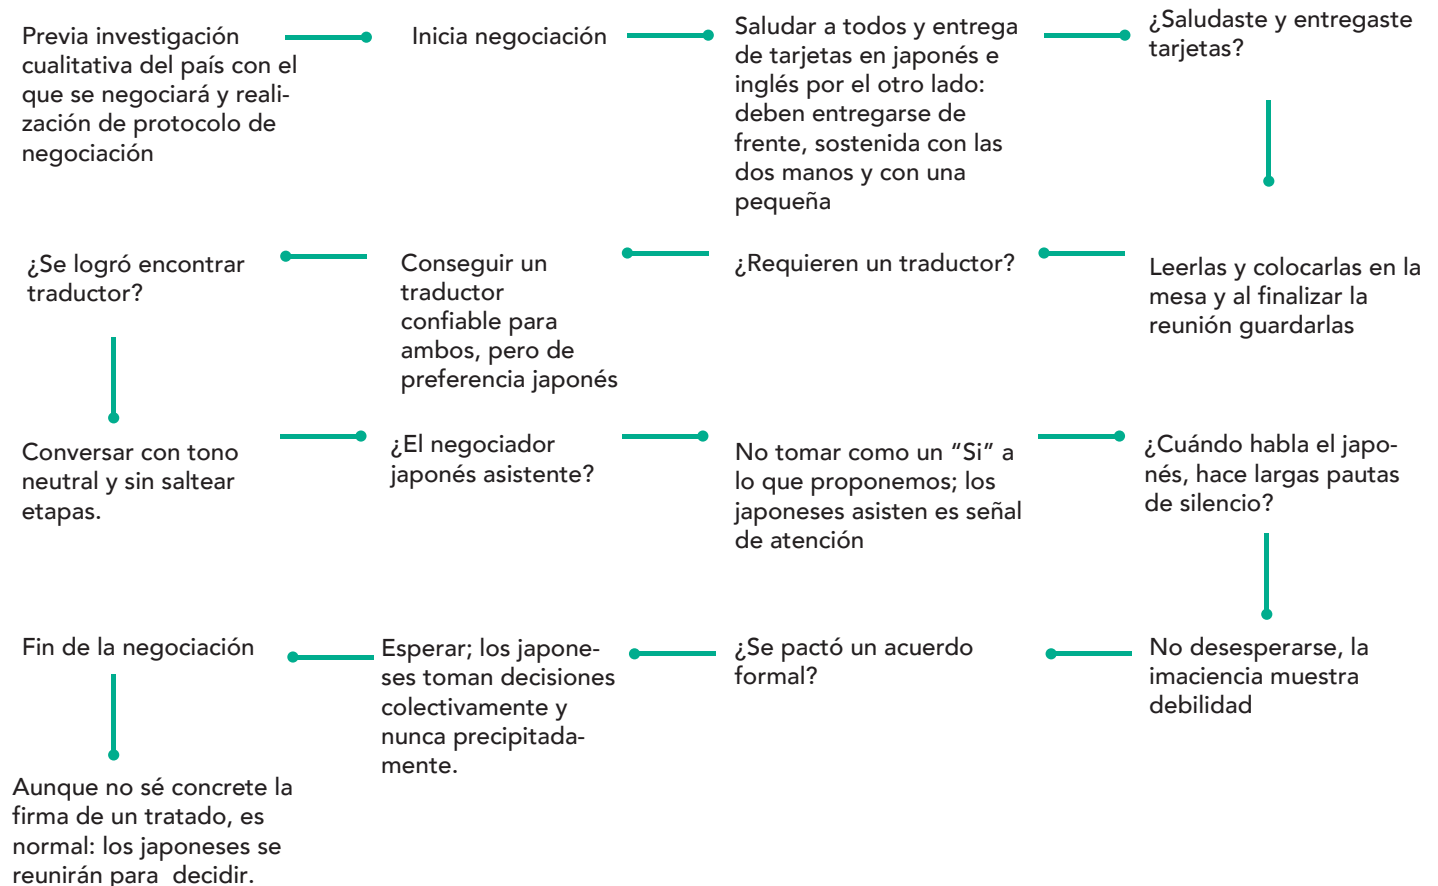 Previa investigación
cualitativa del país con el
que se negociará y reali-
zación de protocolo de
negociación
Inicia negociación
Saludar a todos y entrega
de tarjetas en japonés e
inglés por el otro lado:
deben entregarse de
frente, sostenida con las
dos manos y con una
pequeña
¿Saludaste y entregaste
tarjetas?
Leerlas y colocarlas en la
mesa y al finalizar la
reunión guardarlas
¿Requieren un traductor?
Conseguir un
traductor
confiable para
ambos, pero de
preferencia japonés
¿Se logró encontrar
traductor?
Conversar con tono
neutral y sin saltear
etapas.
¿El negociador
japonés asistente?
No tomar como un “Si” a
lo que proponemos; los
japoneses asisten es señal
de atención
¿Cuándo habla el japo-
nés, hace largas pautas
de silencio?
No desesperarse, la
imaciencia muestra
debilidad
¿Se pactó un acuerdo
formal?
Esperar; los japone-
ses toman decisiones
colectivamente y
nunca precipitada-
mente.
Fin de la negociación
Aunque no sé concrete la
firma de un tratado, es
normal: los japoneses se
reunirán para decidir.